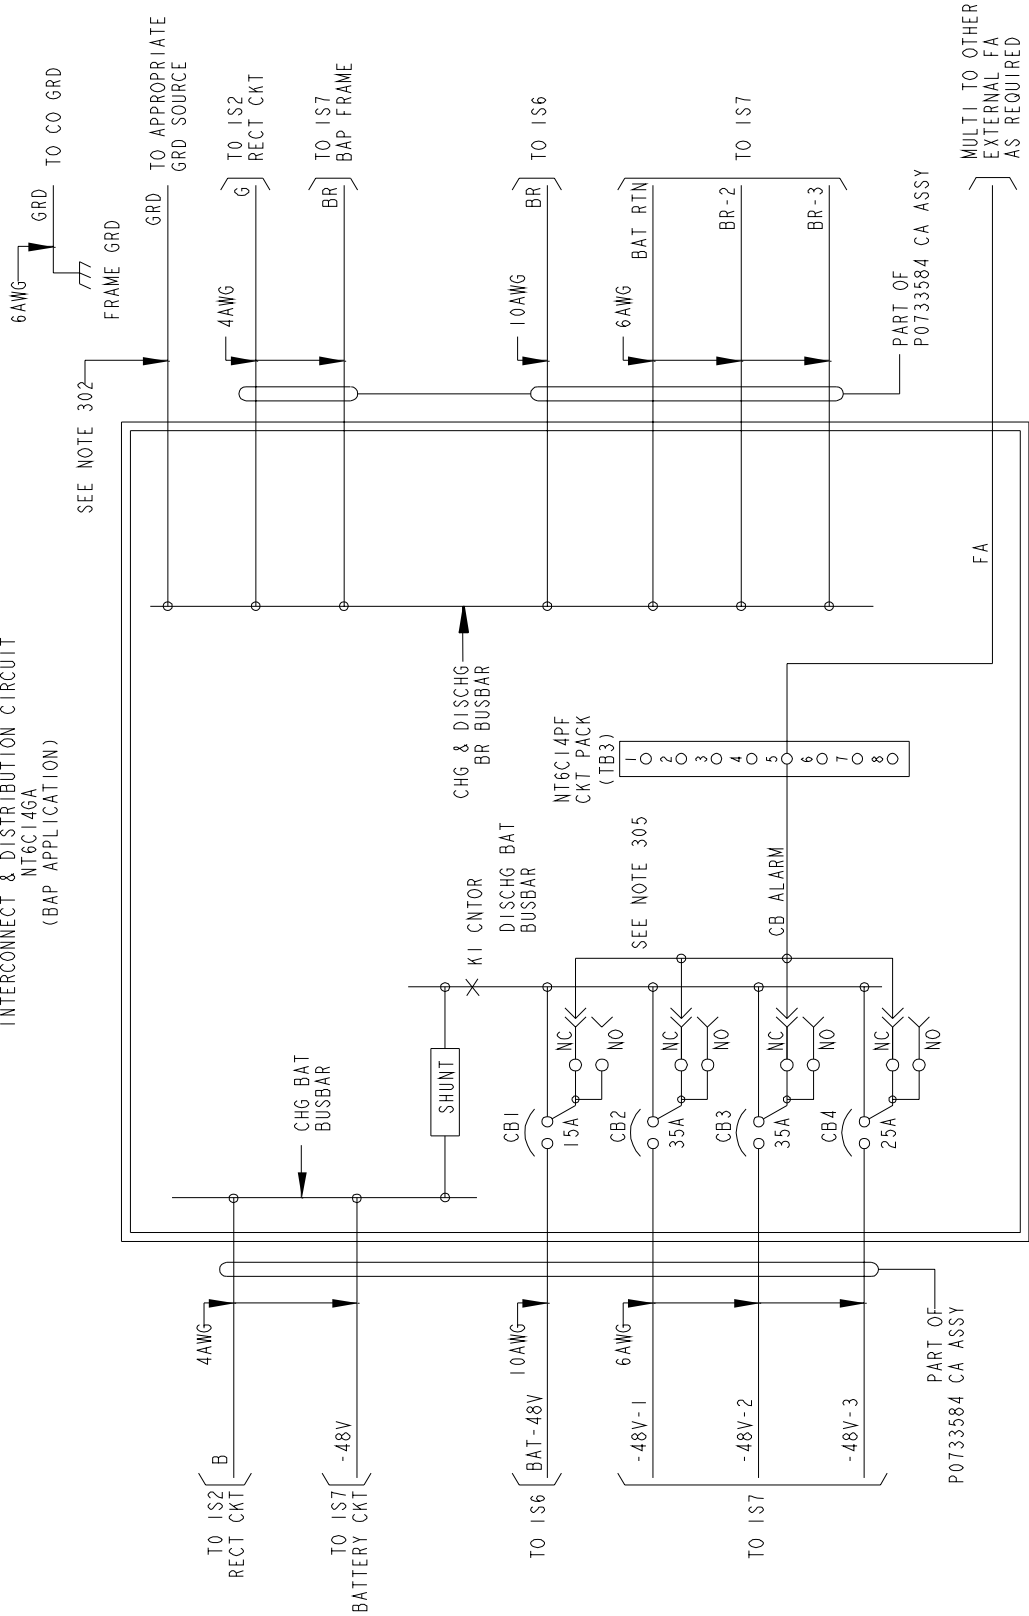 INTERCONNECT & DISTRIBUTION CIRCUIT
NT6C14GA
(BAP APPLICATION)
6AWG
GRD
TO CO GRD
FRAME GRD
SEE NOTE 302
GRD
TO APPROPRIATE
GRD SOURCE
4AWG
G
TO IS2
RECT CKT
BR
TO IS7
BAP FRAME
10AWG
BR
TO IS6
6AWG
BAT RTN
BR-2
BR-3
TO IS7
PART OF
P0733584 CA ASSY
FA
MULTI TO OTHER
EXTERNAL FA
AS REQUIRED
CHG & DISCHG
BR BUSBAR
NT6C14PF
CKT PACK
(TB3)
1
2
3
4
5
6
7
8
CB ALARM
SEE NOTE 305
DISCHG BAT
BUSBAR
K1 CNTOR
SHUNT
CHG BAT
BUSBAR
CB1
15A
NC
NO
CB2
35A
NC
NO
CB3
35A
NC
NO
CB4
25A
NC
NO
4AWG
B
TO IS2
RECT CKT
-48V
TO IS7
BATTERY CKT
10AWG
BAT-48V
TO IS6
6AWG
-48V-1
-48V-2
-48V-3
TO IS7
PART OF
P0733584 CA ASSY